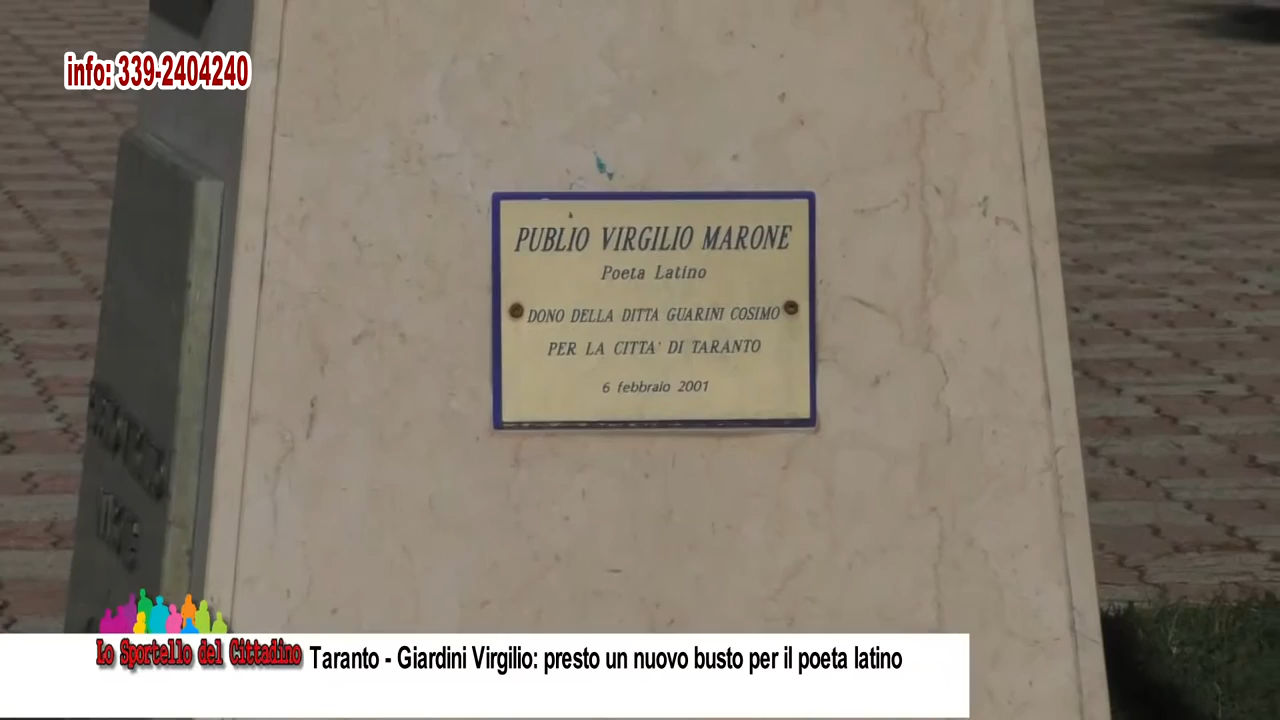 info: 339-2404240
PUBLIO VIRGILIO MARONE
Poeta Latino
DONO DELLA DITTA GUARINI COSIMO
PER LA CITTA' DI TARANTO
6 febbraio 2001
Lo Sportello del Cittadino
Taranto - Giardini Virgilio: presto un nuovo busto per il poeta latino